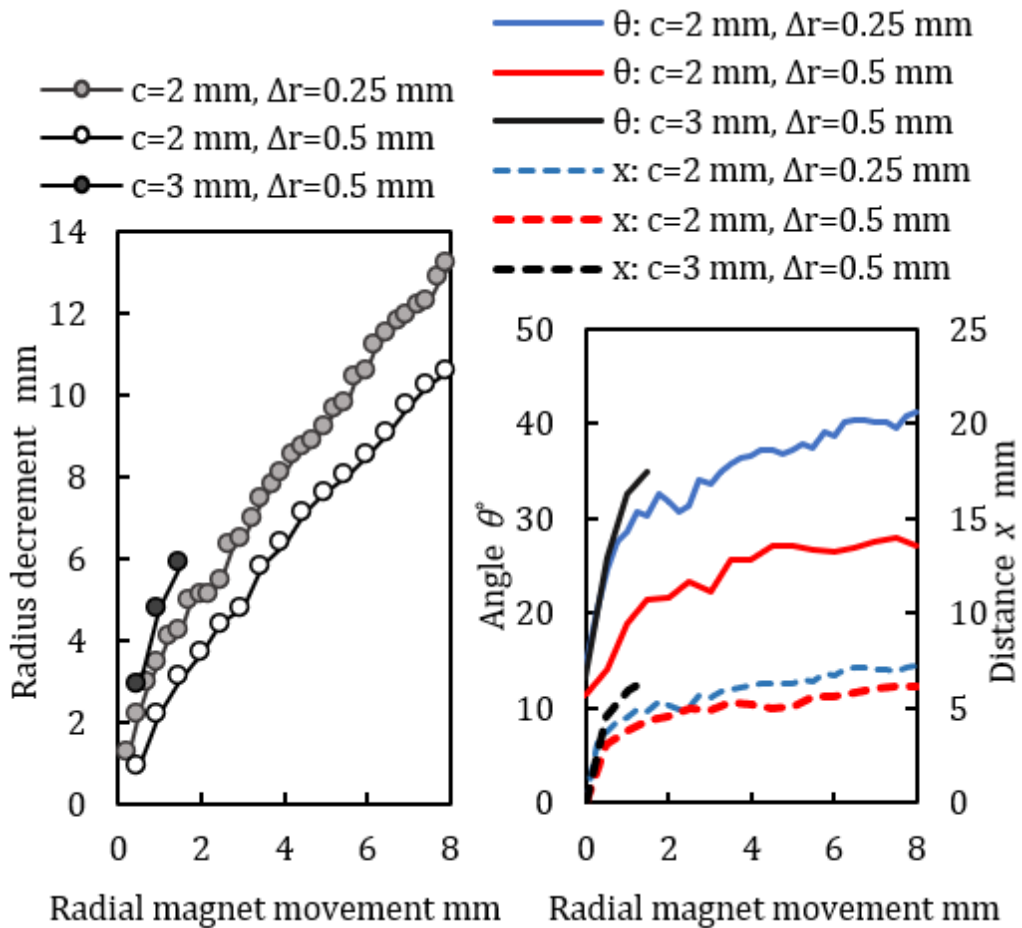 c=2 mm, Δr=0.25 mm
c=2 mm, Δr=0.5 mm
c=3 mm, Δr=0.5 mm
14
12
10
8
6
4
2
0
Radius decrement mm
0 2 4 6 8
Radial magnet movement mm
θ: c=2 mm, Δr=0.25 mm
θ: c=2 mm, Δr=0.5 mm
θ: c=3 mm, Δr=0.5 mm
x: c=2 mm, Δr=0.25 mm
x: c=2 mm, Δr=0.5 mm
x: c=3 mm, Δr=0.5 mm
50
40
30
20
10
0
Angle θ°
25
20
15
10
5
0
Distance x mm
0 2 4 6 8
Radial magnet movement mm